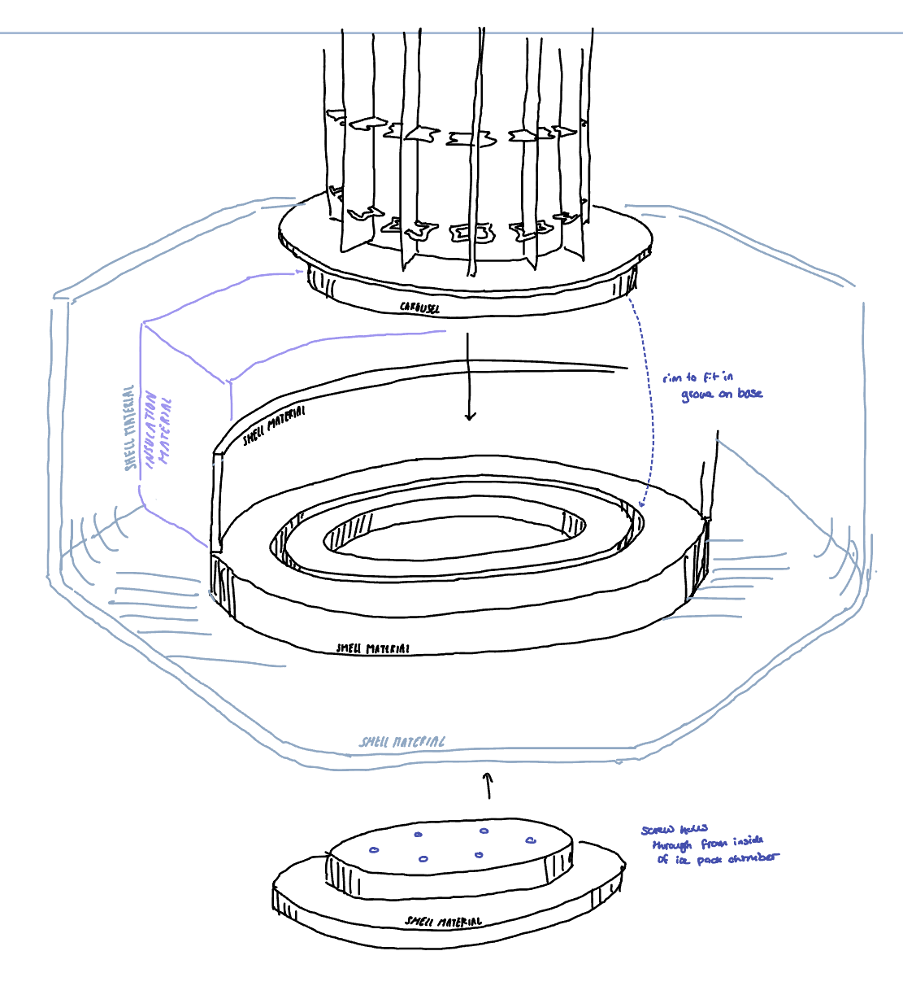 CAROUSEL
rim to fit in
grove on base
SHELL MATERIAL
SHELL MATERIAL
INSULATION
MATERIAL
SHELL MATERIAL
SHELL MATERIAL
screw holes
through from inside
of ice pack chamber
SHELL MATERIAL